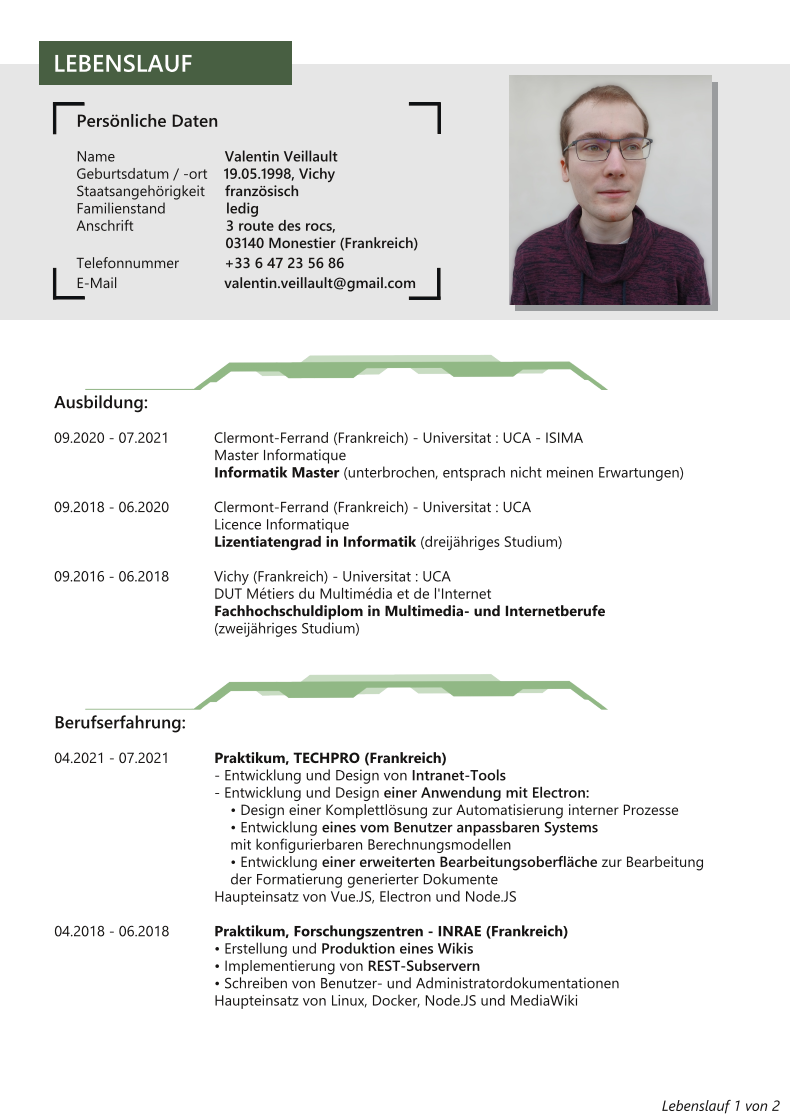 LEBENSLAUF
Persönliche Daten
Name Valentin Veillault
Geburtsdatum / -ort 19.05.1998, Vichy
Staatsangehörigkeit französisch
Familienstand ledig
Anschrift 3 route des rocs,
03140 Monestier (Frankreich)
Telefonnummer +33 6 47 23 56 86
E-Mail valentin.veillault@gmail.com
Ausbildung:
09.2020 - 07.2021 Clermont-Ferrand (Frankreich) - Universitat : UCA - ISIMA
Master Informatique
Informatik Master (unterbrochen, entsprach nicht meinen Erwartungen)
09.2018 - 06.2020 Clermont-Ferrand (Frankreich) - Universitat : UCA
Licence Informatique
Lizentiatengrad in Informatik (dreijähriges Studium)
09.2016 - 06.2018 Vichy (Frankreich) - Universitat : UCA
DUT Métiers du Multimédia et de l'Internet
Fachhochschuldiplom in Multimedia- und Internetberufe
(zweijähriges Studium)
Berufserfahrung:
04.2021 - 07.2021 Praktikum, TECHPRO (Frankreich)
- Entwicklung und Design von Intranet-Tools
- Entwicklung und Design einer Anwendung mit Electron:
• Design einer Komplettlösung zur Automatisierung interner Prozesse
• Entwicklung eines vom Benutzer anpassbaren Systems
mit konfigurierbaren Berechnungsmodellen
• Entwicklung einer erweiterten Bearbeitungsoberfläche zur Bearbeitung
der Formatierung generierter Dokumente
Haupteinsatz von Vue.JS, Electron und Node.JS
04.2018 - 06.2018 Praktikum, Forschungszentren - INRAE (Frankreich)
• Erstellung und Produktion eines Wikis
• Implementierung von REST-Subservern
• Schreiben von Benutzer- und Administratordokumentationen
Haupteinsatz von Linux, Docker, Node.JS und MediaWiki
Lebenslauf 1 von 2